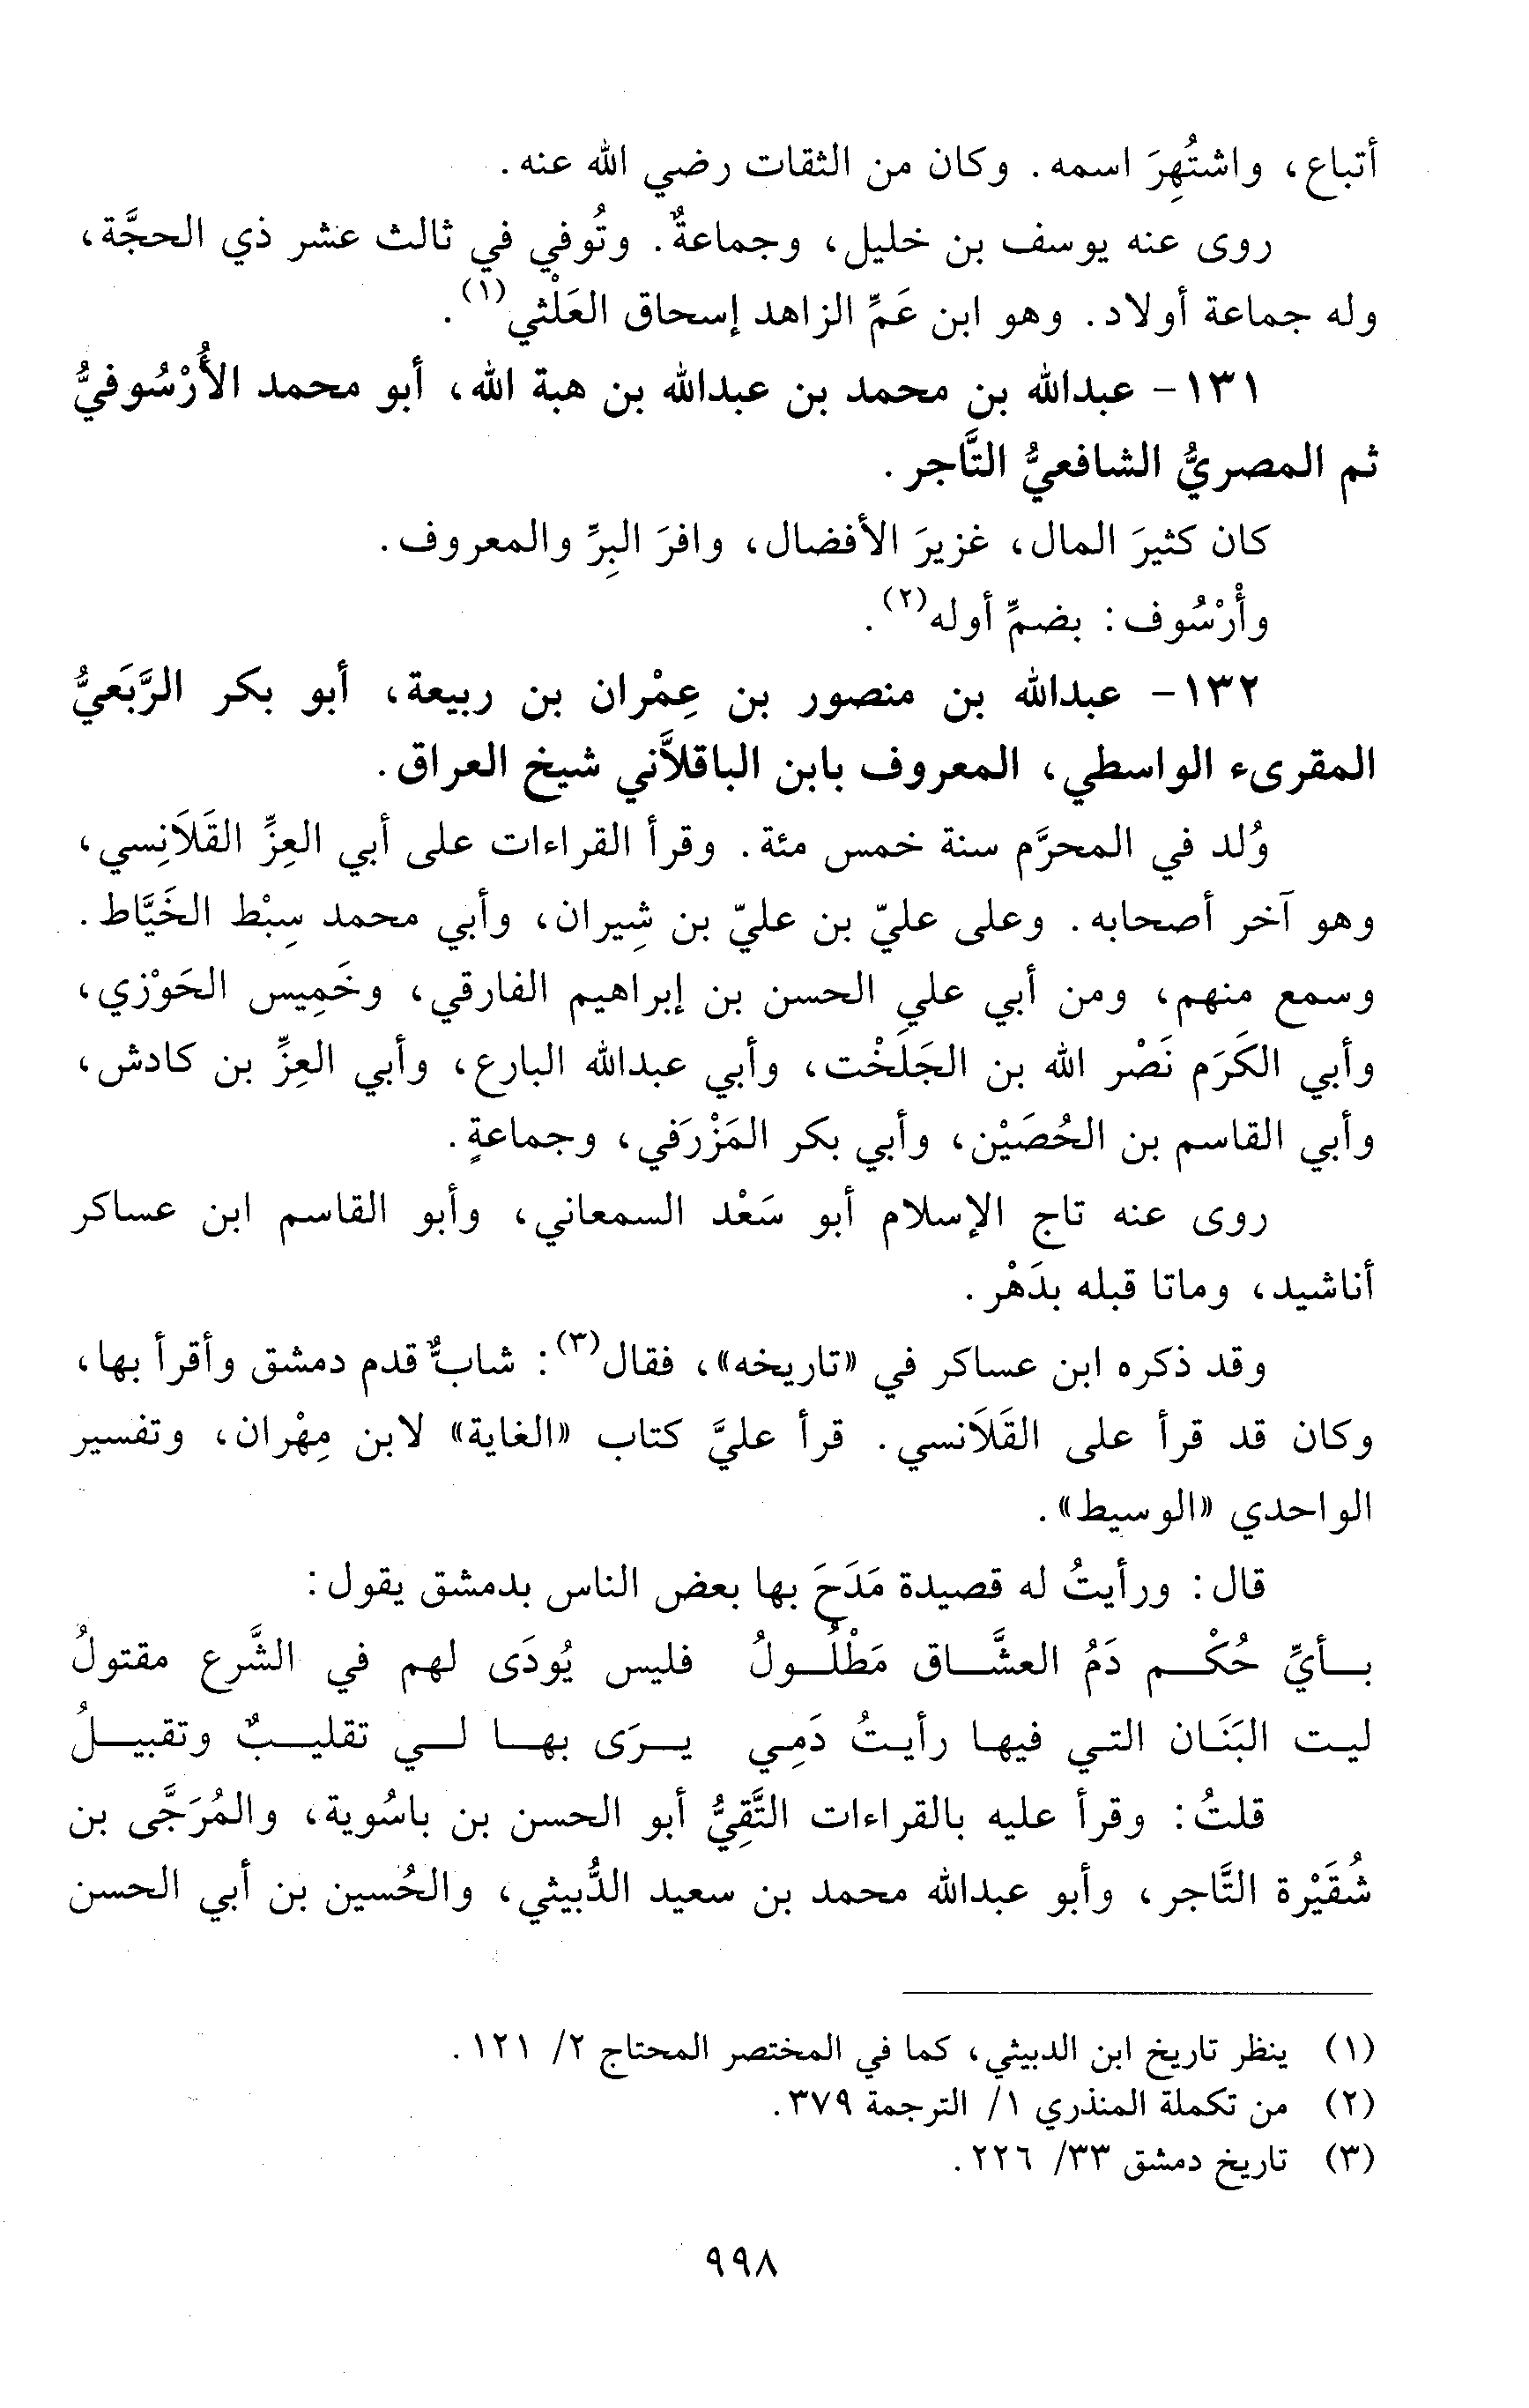 أتباع، واشتُهِرَ اسمه. وكان من الثقات رضي الله عنه.
روى عنه يوسف بن خليل، وجماعةٌ. وتُوفي في ثالث عشر ذي الحجَّة،
وله جماعة أولاد. وهو ابن عَمِّ الزاهد إسحاق العَلْثي(١).
١٣١- عبدالله بن محمد بن عبدالله بن هبة الله، أبو محمد الأُرْسُوفيُّ
ثم المصريُّ الشافعيُّ التَّاجر.
كان كثيرَ المال، غزيرَ الأفضال، وافرَ البِرِّ والمعروف.
وأْرْسُوف: بضمِّ أوله(٢).
١٣٢- عبدالله بن منصور بن عِمْران بن ربيعة، أبو بكر الرَّبَعيُّ
المقرىء الواسطي، المعروف بابن الباقلاَّني شيخ العراق.
وُلد في المحرَّم سنة خمس مئة. وقرأ القراءات على أبي العِزِّ القَلَانِسي،
وهو آخر أصحابه. وعلى عليّ بن عليّ بن شِيران، وأبي محمد سِبْط الخَيَّاط.
وسمع منهم، ومن أبي علي الحسن بن إبراهيم الفارقي، وخَمِيس الحَوْزي،
وأبي الكَرَم نَصْر الله بن الجَلَخْت، وأبي عبدالله البارع، وأبي العِزِّ بن كادش،
وأبي القاسم بن الحُصَيْن، وأبي بكر المَزْرَفي، وجماعةٍ.
روى عنه تاج الإسلام أبو سَعْد السمعاني، وأبو القاسم ابن عساكر
أناشيد، وماتا قبله بدَهْر.
وقد ذكره ابن عساكر في «تاريخه»، فقال(٣): شابٌّ قدم دمشق وأقرأ بها،
وكان قد قرأ على القَلَانسي. قرأ عليَّ كتاب «الغاية» لابن مِهْران، وتفسير
الواحدي «الوسيط».
قال: ورأيتُ له قصيدة مَدَحَ بها بعض الناس بدمشق يقول:
بأيِّ حُكْم دَمُ العشَّاق مَطْلُولُ فليس يُودَى لهم في الشَّرع مقتولُ
ليت البَنَان التي فيها رأيتُ دَمِي يرَى بها لي تقليبٌ وتقبيلُ
قلتُ: وقرأ عليه بالقراءات التَّقِيُّ أبو الحسن بن باسُوية، والمُرَجَّى بن
شُقَيْرة التَّاجر، وأبو عبدالله محمد بن سعيد الدُّبيثي، والحُسين بن أبي الحسن
(١) ينظر تاريخ ابن الدبيثي، كما في المختصر المحتاج ٢/ ١٢١.
(٢) من تكملة المنذري ١/ الترجمة ٣٧٩.
(٣) تاريخ دمشق ٣٣/ ٢٢٦.
٩٩٨